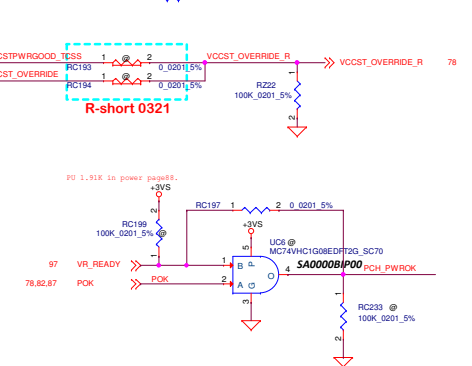 CSTPWRGOOD_TCSS 1 @ 2 VCCST_OVERRIDE_R
RC193 0_0201_5%
CST_OVERRIDE 1 @ 2 VCCST_OVERRIDE_R 78
RC194 0_0201_5%
R-short 0321
1
RZ22
100K_0201_5%
2
PU 1.91K in power page88.
+3VS
RC197 1 2 0_0201_5%
2
RC199
100K_0201_5% @
1
+3VS
5
UC6 @
MC74VHC1G08EDFT2G_SC70
SA0000BIP00
97 VR_READY 1 B P
O 4 PCH_PWROK
78,82,87 POK POK 2 A G
3
1
RC233 @
100K_0201_5%
2